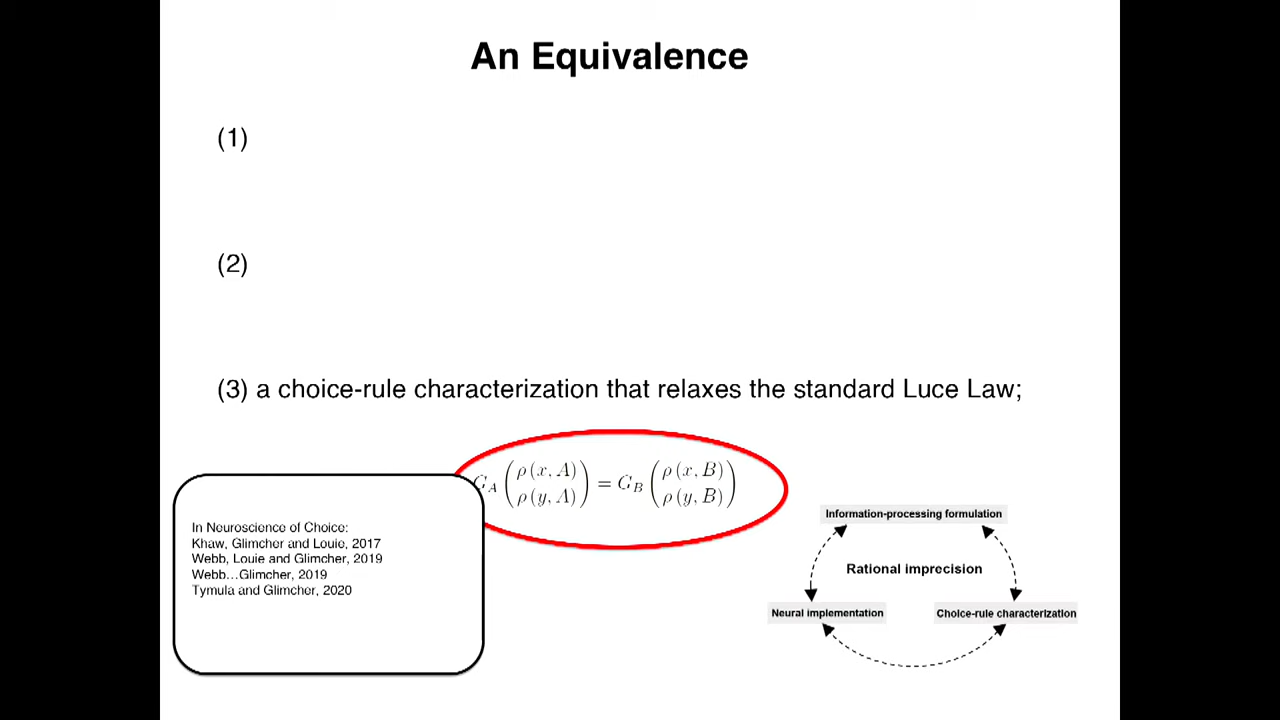 An Equivalence
(1)
(2)
(3) a choice-rule characterization that relaxes the standard Luce Law;
G_A ( ρ (x, A) / ρ (y, A) ) = G_B ( ρ (x, B) / ρ (y, B) )
In Neuroscience of Choice:
Khaw, Glimcher and Louie, 2017
Webb, Louie and Glimcher, 2019
Webb...Glimcher, 2019
Tymula and Glimcher, 2020
Information-processing formulation
Rational imprecision
Neural implementation
Choice-rule characterization